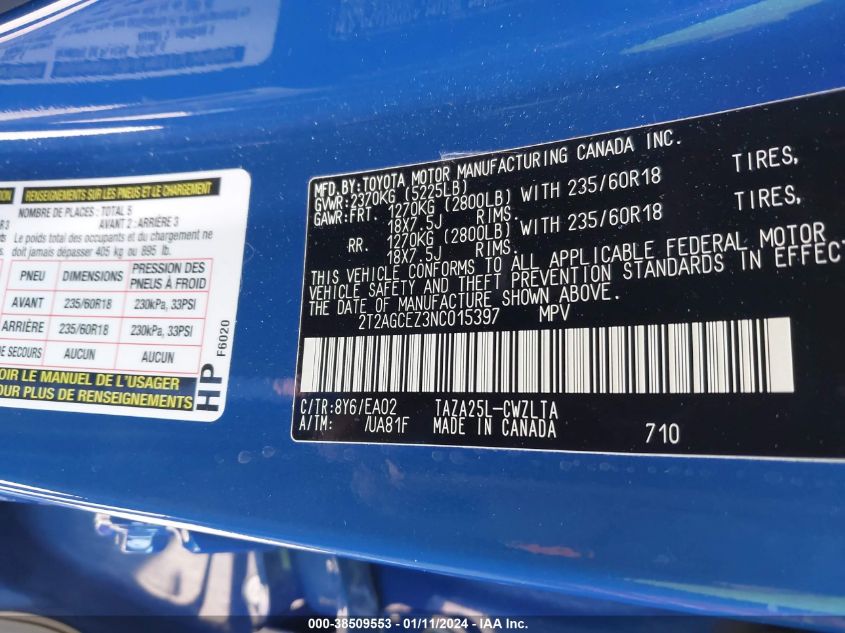 RENSEIGNEMENTS SUR LES PNEUS ET LE CHARGEMENT
NOMBRE DE PLACES : TOTAL 5
AVANT 2 : ARRIÈRE 3
Le poids total des occupants et du chargement ne
doit jamais dépasser 405 kg ou 895 lb.
PNEU DIMENSIONS PRESSION DES PNEUS À FROID
AVANT 235/60R18 230kPa, 33PSI
ARRIÈRE 235/60R18 230kPa, 33PSI
DE SECOURS AUCUN AUCUN
LE MANUEL DE L'USAGER
POUR PLUS DE RENSEIGNEMENTS
HP F6020
MFD.BY:TOYOTA MOTOR MANUFACTURING CANADA INC.
GVWR:2370KG (5225LB)
GAWR:FRT. 1270KG (2800LB) WITH 235/60R18 TIRES,
18X7.5J RIMS.
RR. 1270KG (2800LB) WITH 235/60R18 TIRES,
18X7.5J RIMS.
THIS VEHICLE CONFORMS TO ALL APPLICABLE FEDERAL MOTOR
VEHICLE SAFETY AND THEFT PREVENTION STANDARDS IN EFFECT
THE DATE OF MANUFACTURE SHOWN ABOVE.
2T2AGCEZ3NC015397 MPV
C/TR:8Y6/EA02 TAZA25L-CWZLTA
A/TM: /UA81F MADE IN CANADA 710
000-38509553 - 01/11/2024 - IAA Inc.